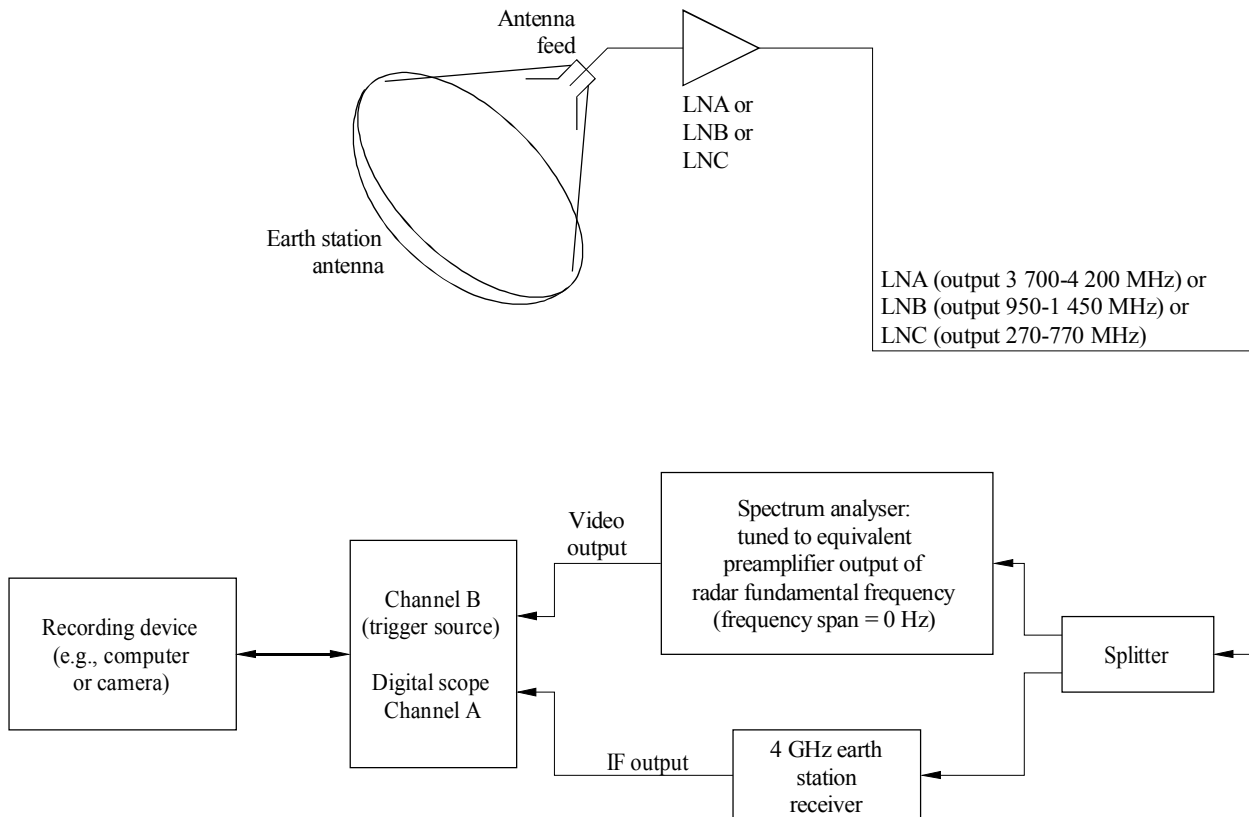 Antenna
feed
LNA or
LNB or
LNC
Earth station
antenna
LNA (output 3 700-4 200 MHz) or
LNB (output 950-1 450 MHz) or
LNC (output 270-770 MHz)
Spectrum analyser:
tuned to equivalent
preamplifier output of
radar fundamental frequency
(frequency span = 0 Hz)
Video
output
Channel B
(trigger source)
Digital scope
Channel A
Recording device
(e.g., computer
or camera)
Splitter
IF output
4 GHz earth
station
receiver